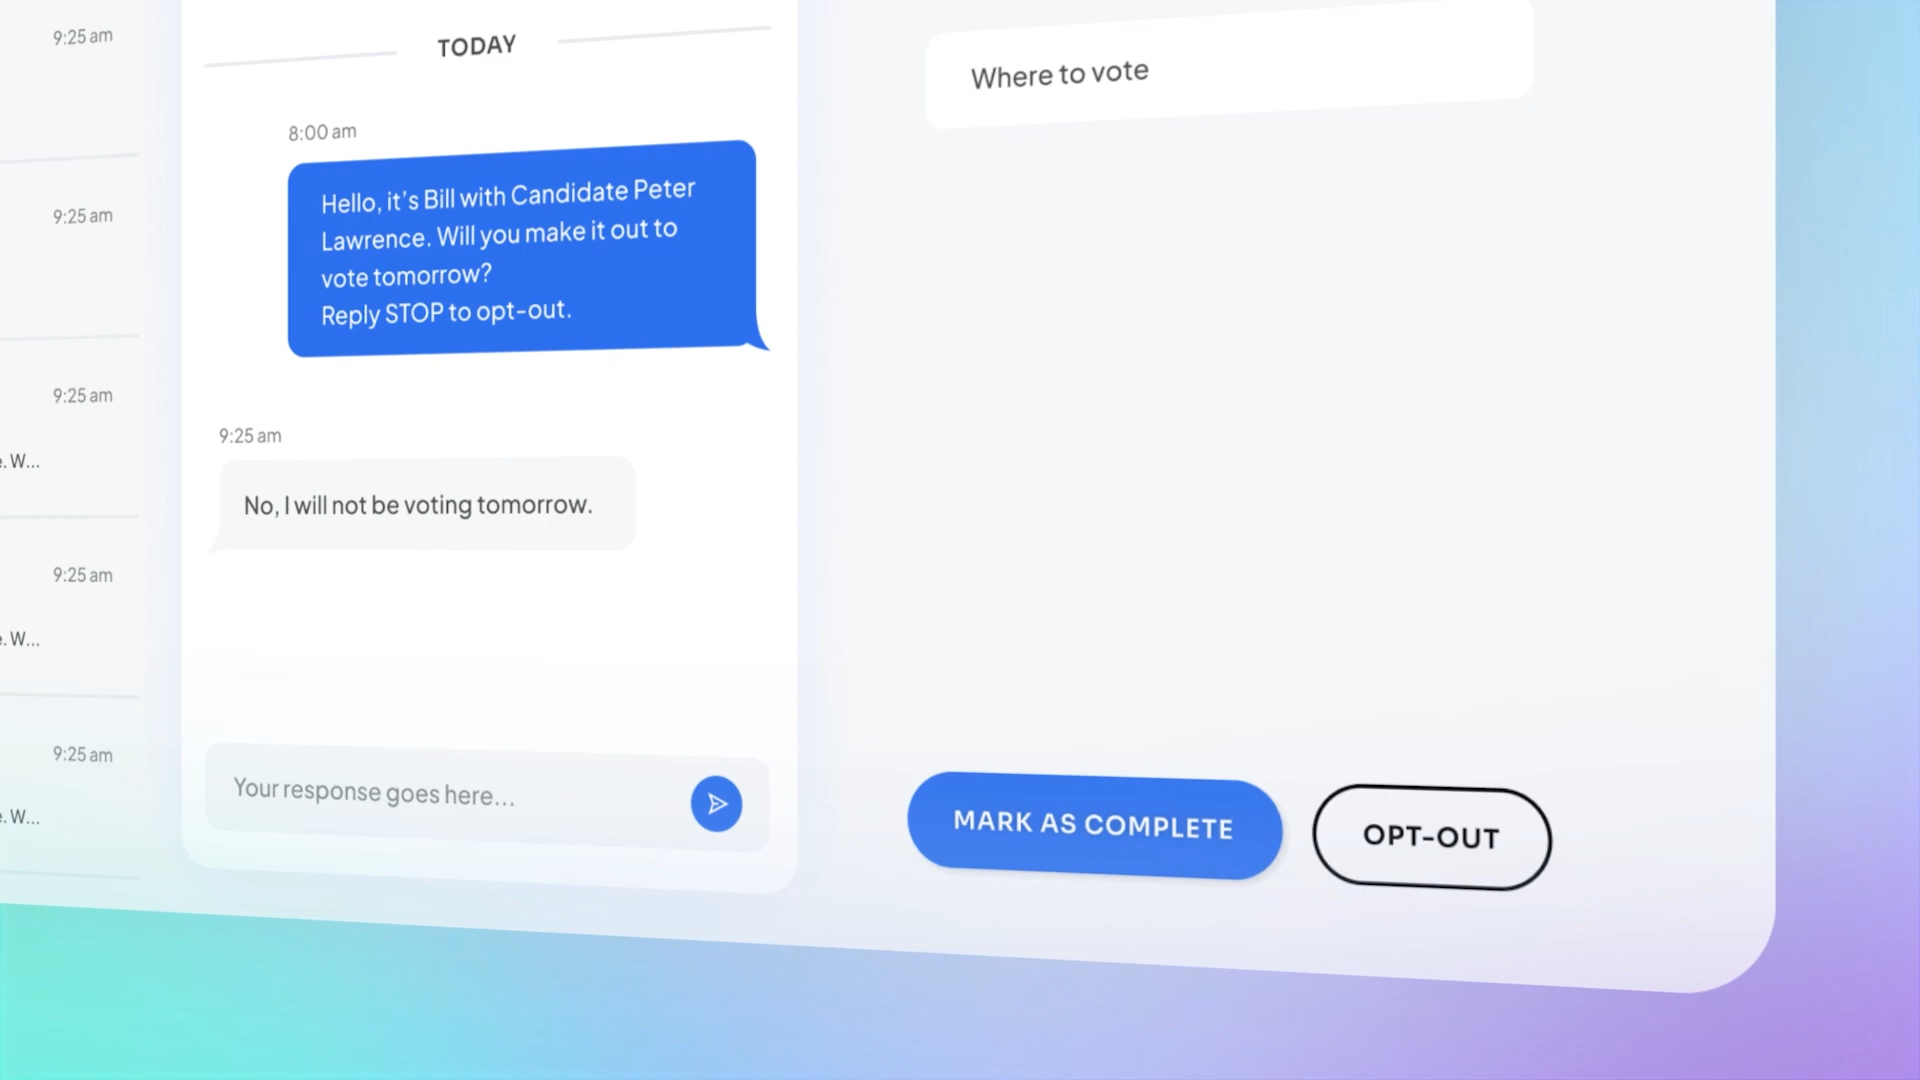 9:25 am
9:25 am
9:25 am
e. W...
9:25 am
e. W...
9:25 am
e. W...
TODAY
8:00 am
Hello, it's Bill with Candidate Peter
Lawrence. Will you make it out to
vote tomorrow?
Reply STOP to opt-out.
9:25 am
No, I will not be voting tomorrow.
Your response goes here...
Where to vote
MARK AS COMPLETE
OPT-OUT